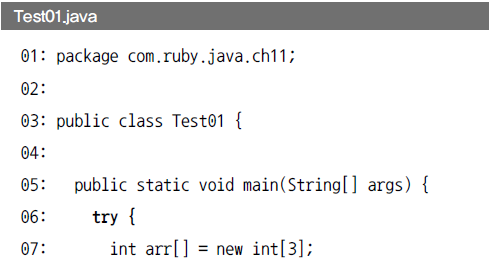 Test01.java
01: package com.ruby.java.ch11;
02:
03: public class Test01 {
04:
05:   public static void main(String[] args) {
06:     try {
07:       int arr[] = new int[3];